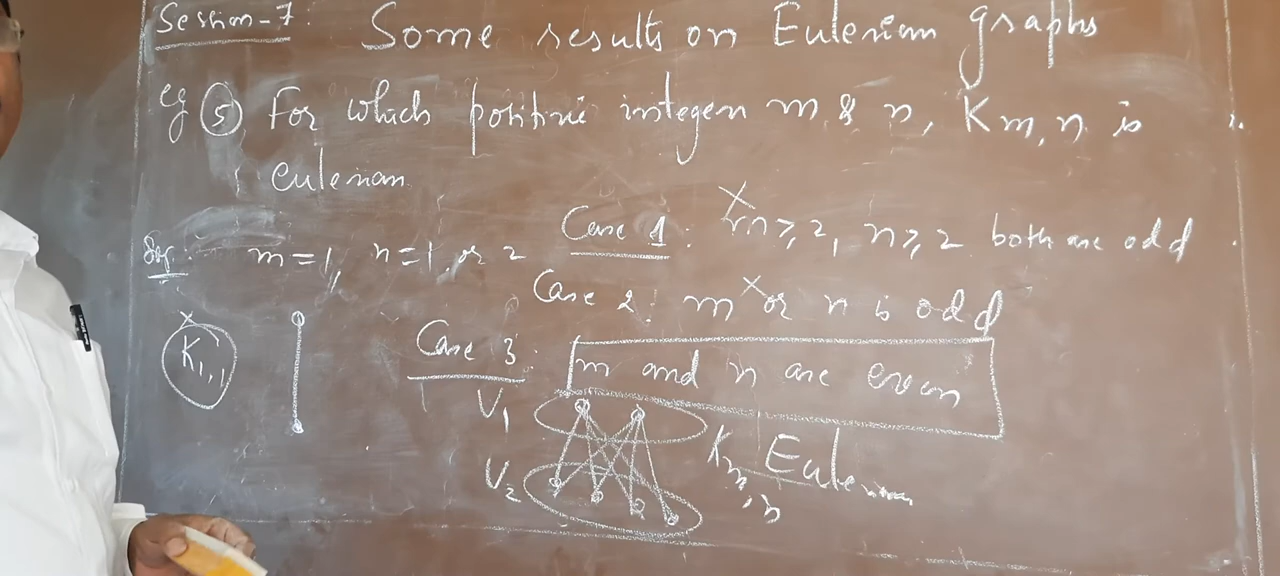 Session-7: Some results on Eulerian graphs
eg ⑤ For which positive integers m & n, Km,n is
eulerian.
m=1, n=1, or 2 Case 1: m≥2, n≥2 both are odd
Case 2: m or n is odd
K1,1 Case 3: m and n are even
V1
V2 Km,n Eulerian